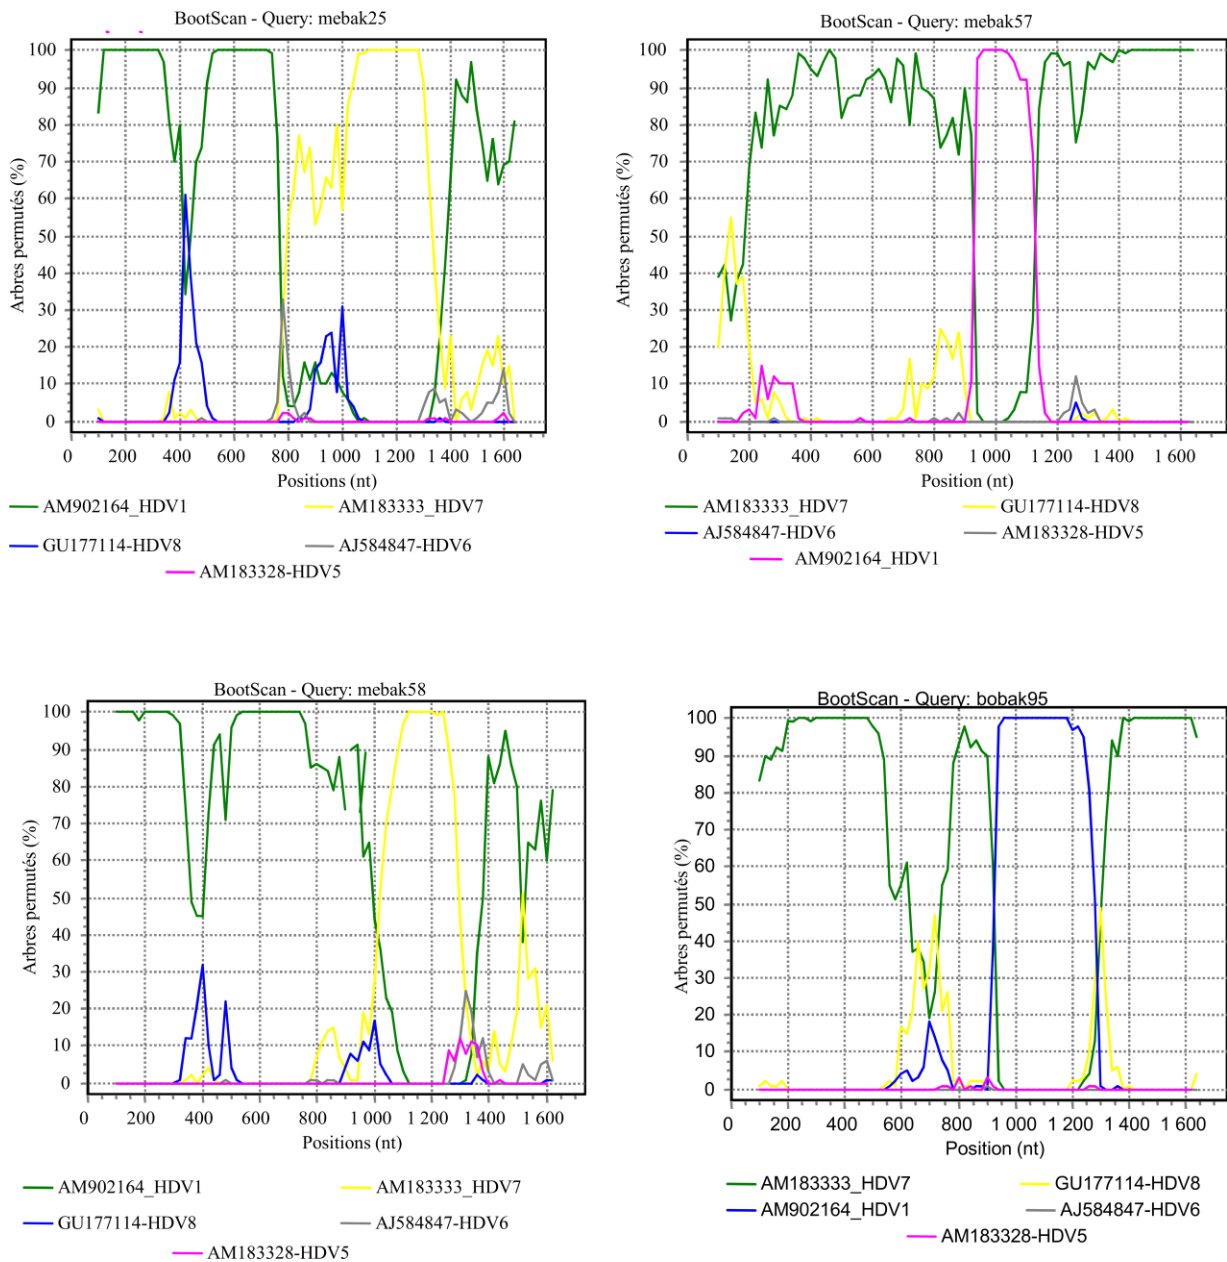 BootScan - Query: mebak25
100
90
80
70
60
50
40
30
20
10
0
Arbres permutés (%)
0 200 400 600 800 1 000 1 200 1 400 1 600
Positions (nt)
AM902164_HDV1 AM183333_HDV7
GU177114-HDV8 AJ584847-HDV6
AM183328-HDV5
BootScan - Query: mebak57
100
90
80
70
60
50
40
30
20
10
0
Arbres permutés (%)
0 200 400 600 800 1 000 1 200 1 400 1 600
Position (nt)
AM183333_HDV7 GU177114-HDV8
AJ584847-HDV6 AM183328-HDV5
AM902164_HDV1
BootScan - Query: mebak58
100
90
80
70
60
50
40
30
20
10
0
Arbres permutés (%)
0 200 400 600 800 1 000 1 200 1 400 1 600
Positions (nt)
AM902164_HDV1 AM183333_HDV7
GU177114-HDV8 AJ584847-HDV6
AM183328-HDV5
BootScan - Query: bobak95
100
90
80
70
60
50
40
30
20
10
0
Arbres permutés (%)
0 200 400 600 800 1 000 1 200 1 400 1 600
Position (nt)
AM183333_HDV7 GU177114-HDV8
AM902164_HDV1 AJ584847-HDV6
AM183328-HDV5